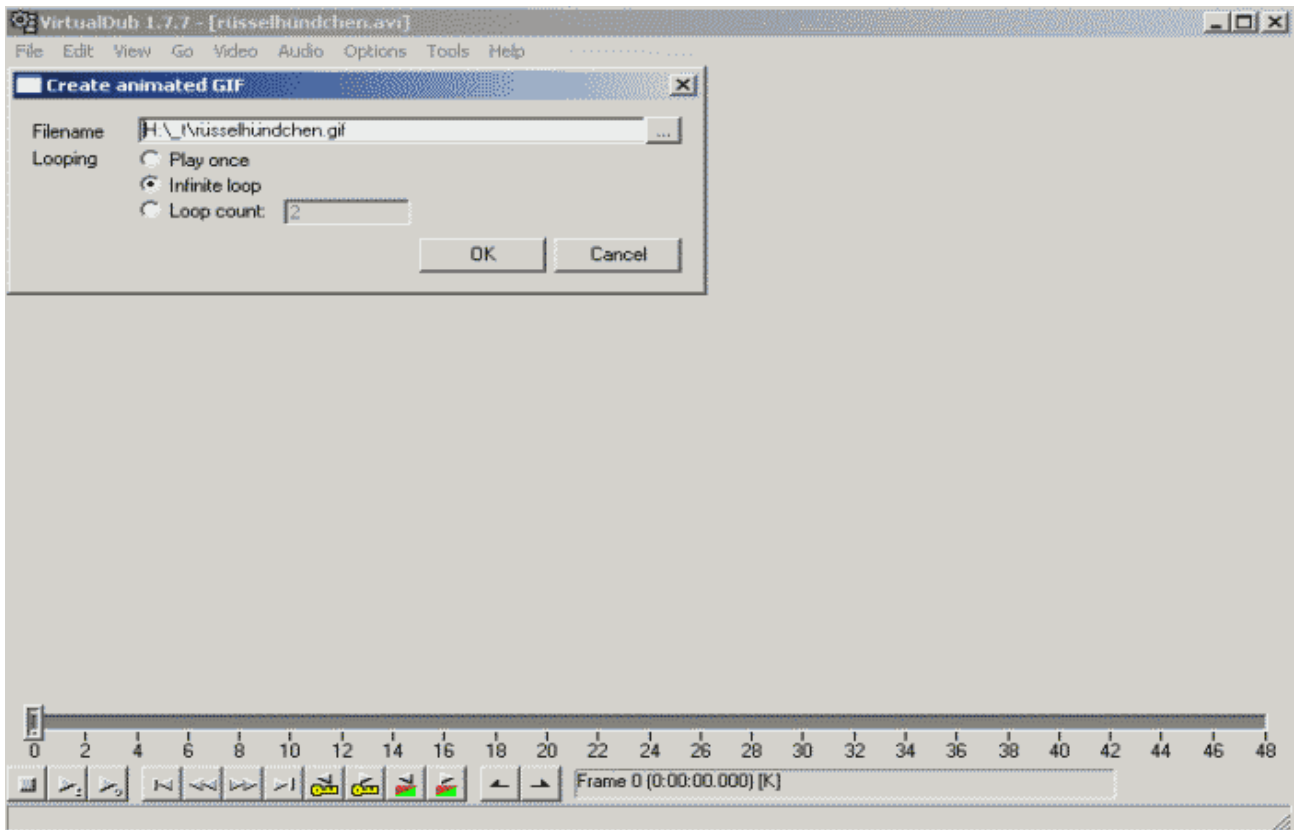 VirtualDub 1.7.7 - [rüsselhündchen.avi]
File Edit View Go Video Audio Options Tools Help
Create animated GIF
Filename H:\_t\rüsselhündchen.gif ...
Looping Play once
Infinite loop
Loop count: 2
OK Cancel
0 2 4 6 8 10 12 14 16 18 20 22 24 26 28 30 32 34 36 38 40 42 44 46 48
Frame 0 (0:00:00.000) [K]